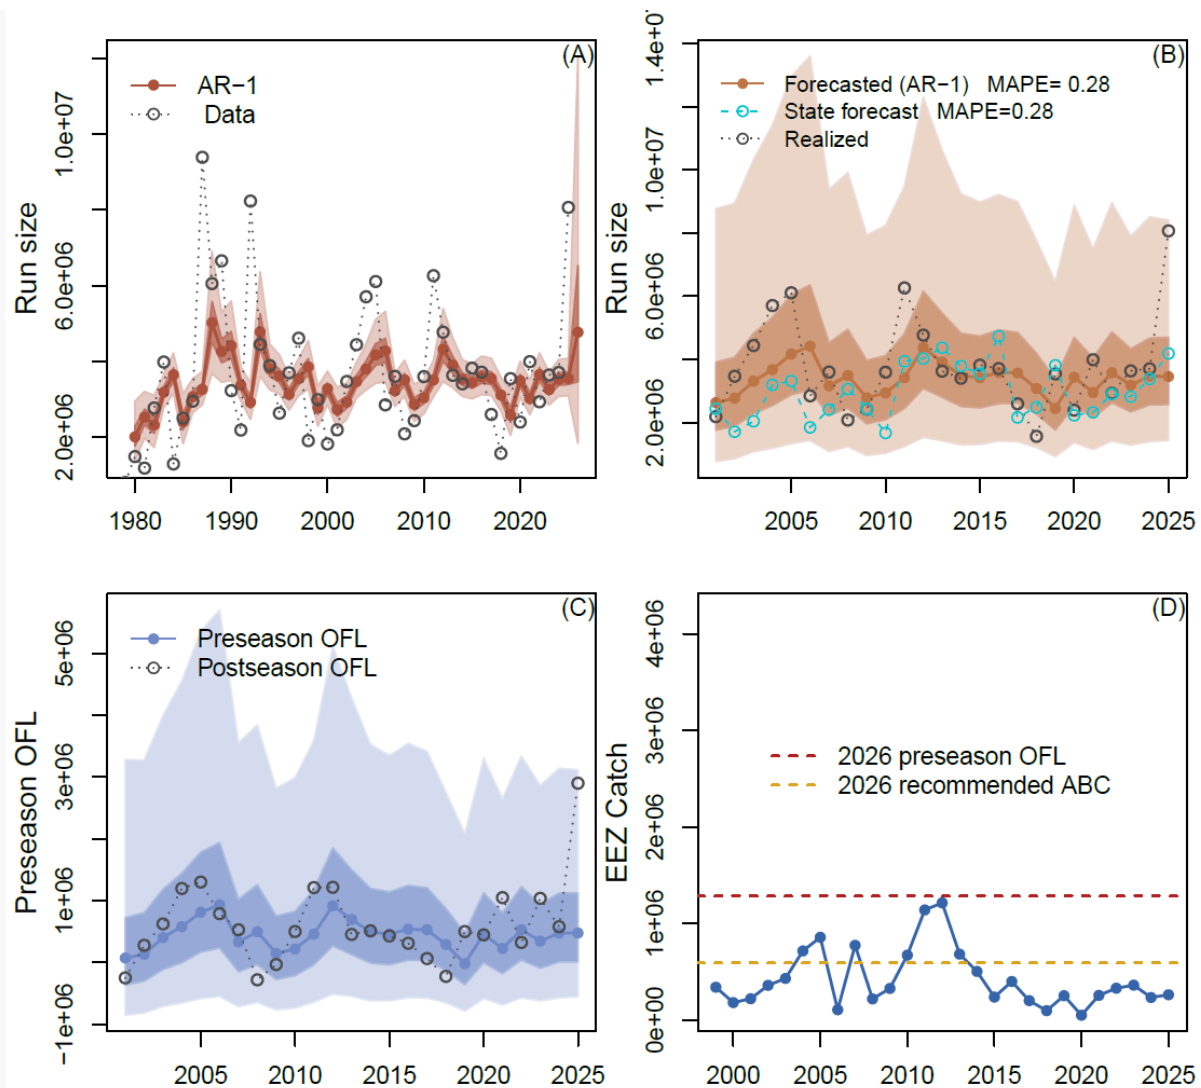 (A)
AR−1
Data
Run size
2.0e+06
6.0e+06
1.0e+07
1980
1990
2000
2010
2020
(B)
Forecasted (AR−1) MAPE= 0.28
State forecast MAPE=0.28
Realized
Run size
2.0e+06
6.0e+06
1.0e+07
1.4e+0
2005
2010
2015
2020
2025
(C)
Preseason OFL
Postseason OFL
Preseason OFL
−1e+06
1e+06
3e+06
5e+06
2005
2010
2015
2020
2025
(D)
2026 preseason OFL
2026 recommended ABC
EEZ Catch
0e+00
1e+06
2e+06
3e+06
4e+06
2000
2005
2010
2015
2020
2025